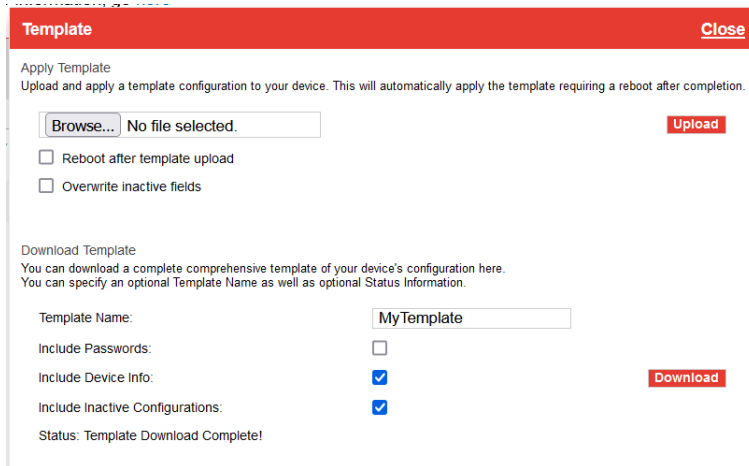 information, go here
Template Close
Apply Template
Upload and apply a template configuration to your device. This will automatically apply the template requiring a reboot after completion.
Browse... No file selected. Upload
Reboot after template upload
Overwrite inactive fields
Download Template
You can download a complete comprehensive template of your device's configuration here.
You can specify an optional Template Name as well as optional Status Information.
Template Name: MyTemplate
Include Passwords:
Include Device Info: Download
Include Inactive Configurations:
Status: Template Download Complete!